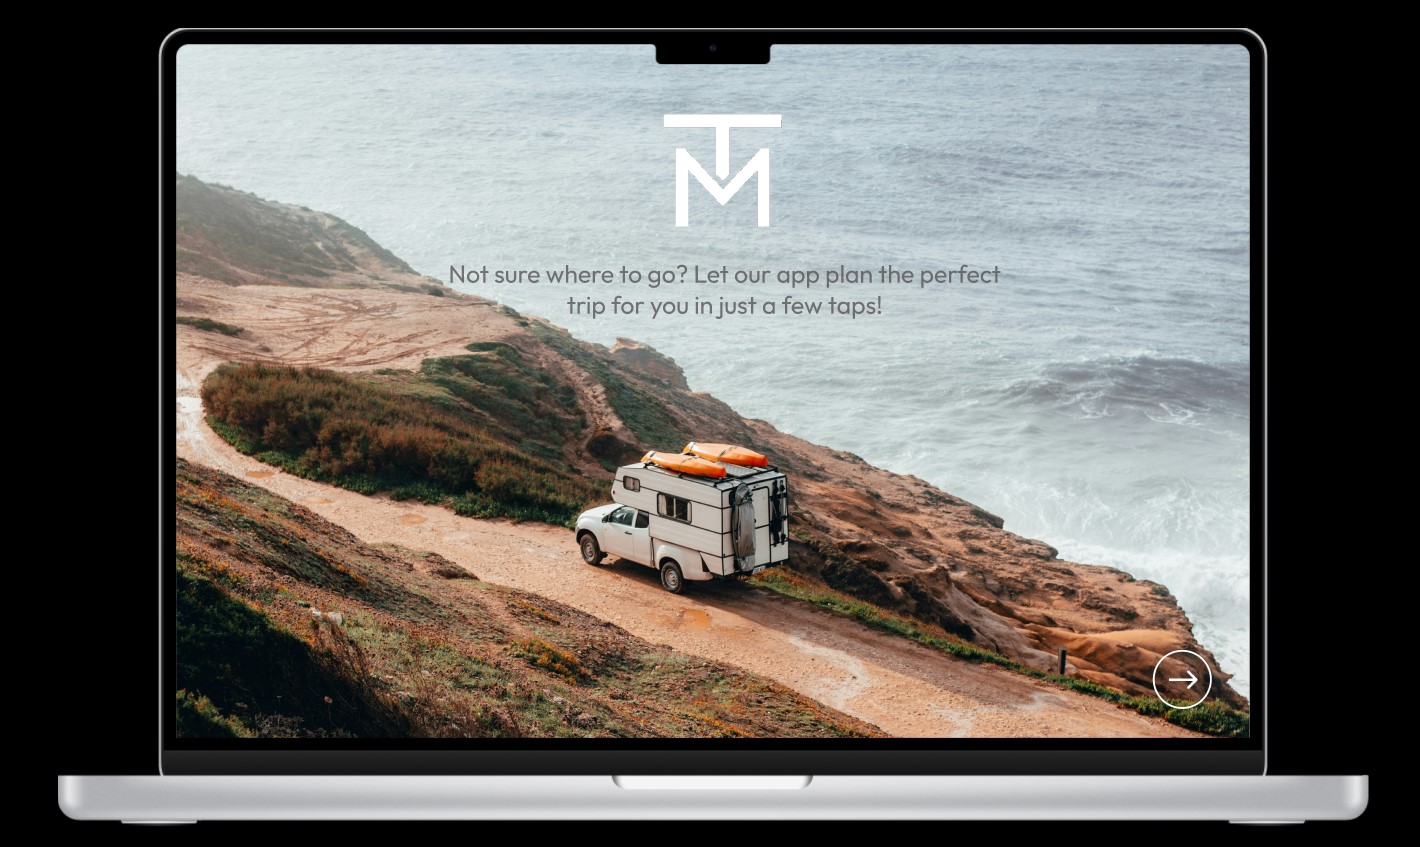 TM
Not sure where to go? Let our app plan the perfect
trip for you in just a few taps!